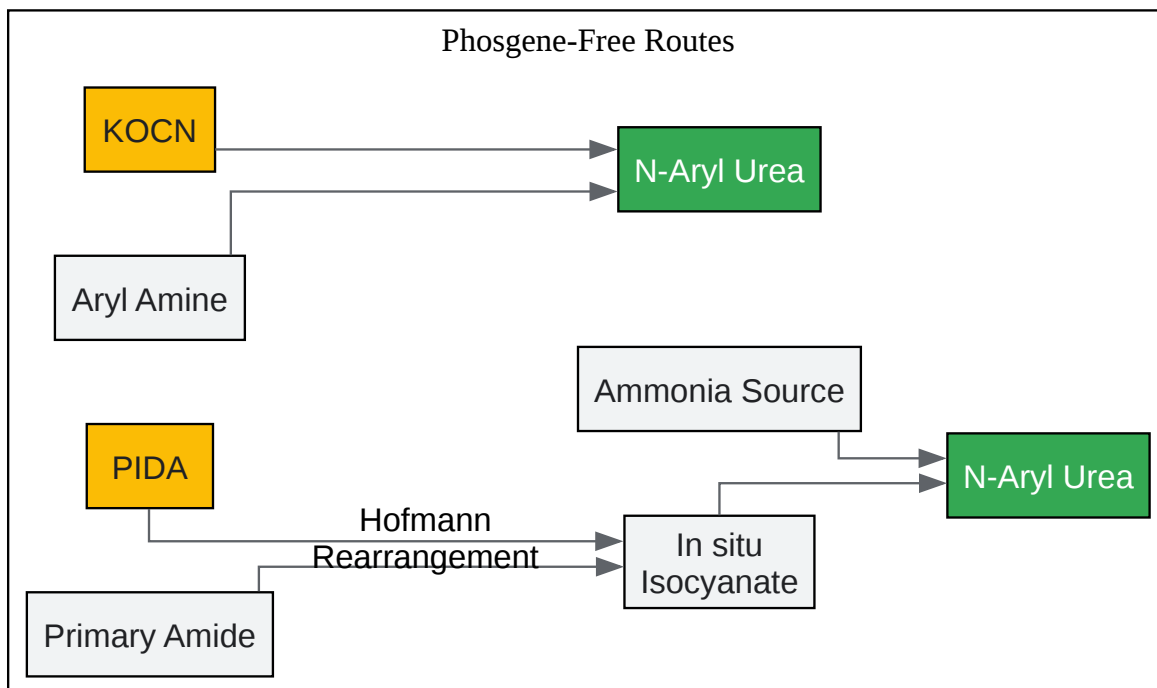 Phosgene-Free Routes
KOCN
N-Aryl Urea
Aryl Amine
Ammonia Source
PIDA
N-Aryl Urea
Hofmann
Rearrangement
In situ
Isocyanate
Primary Amide